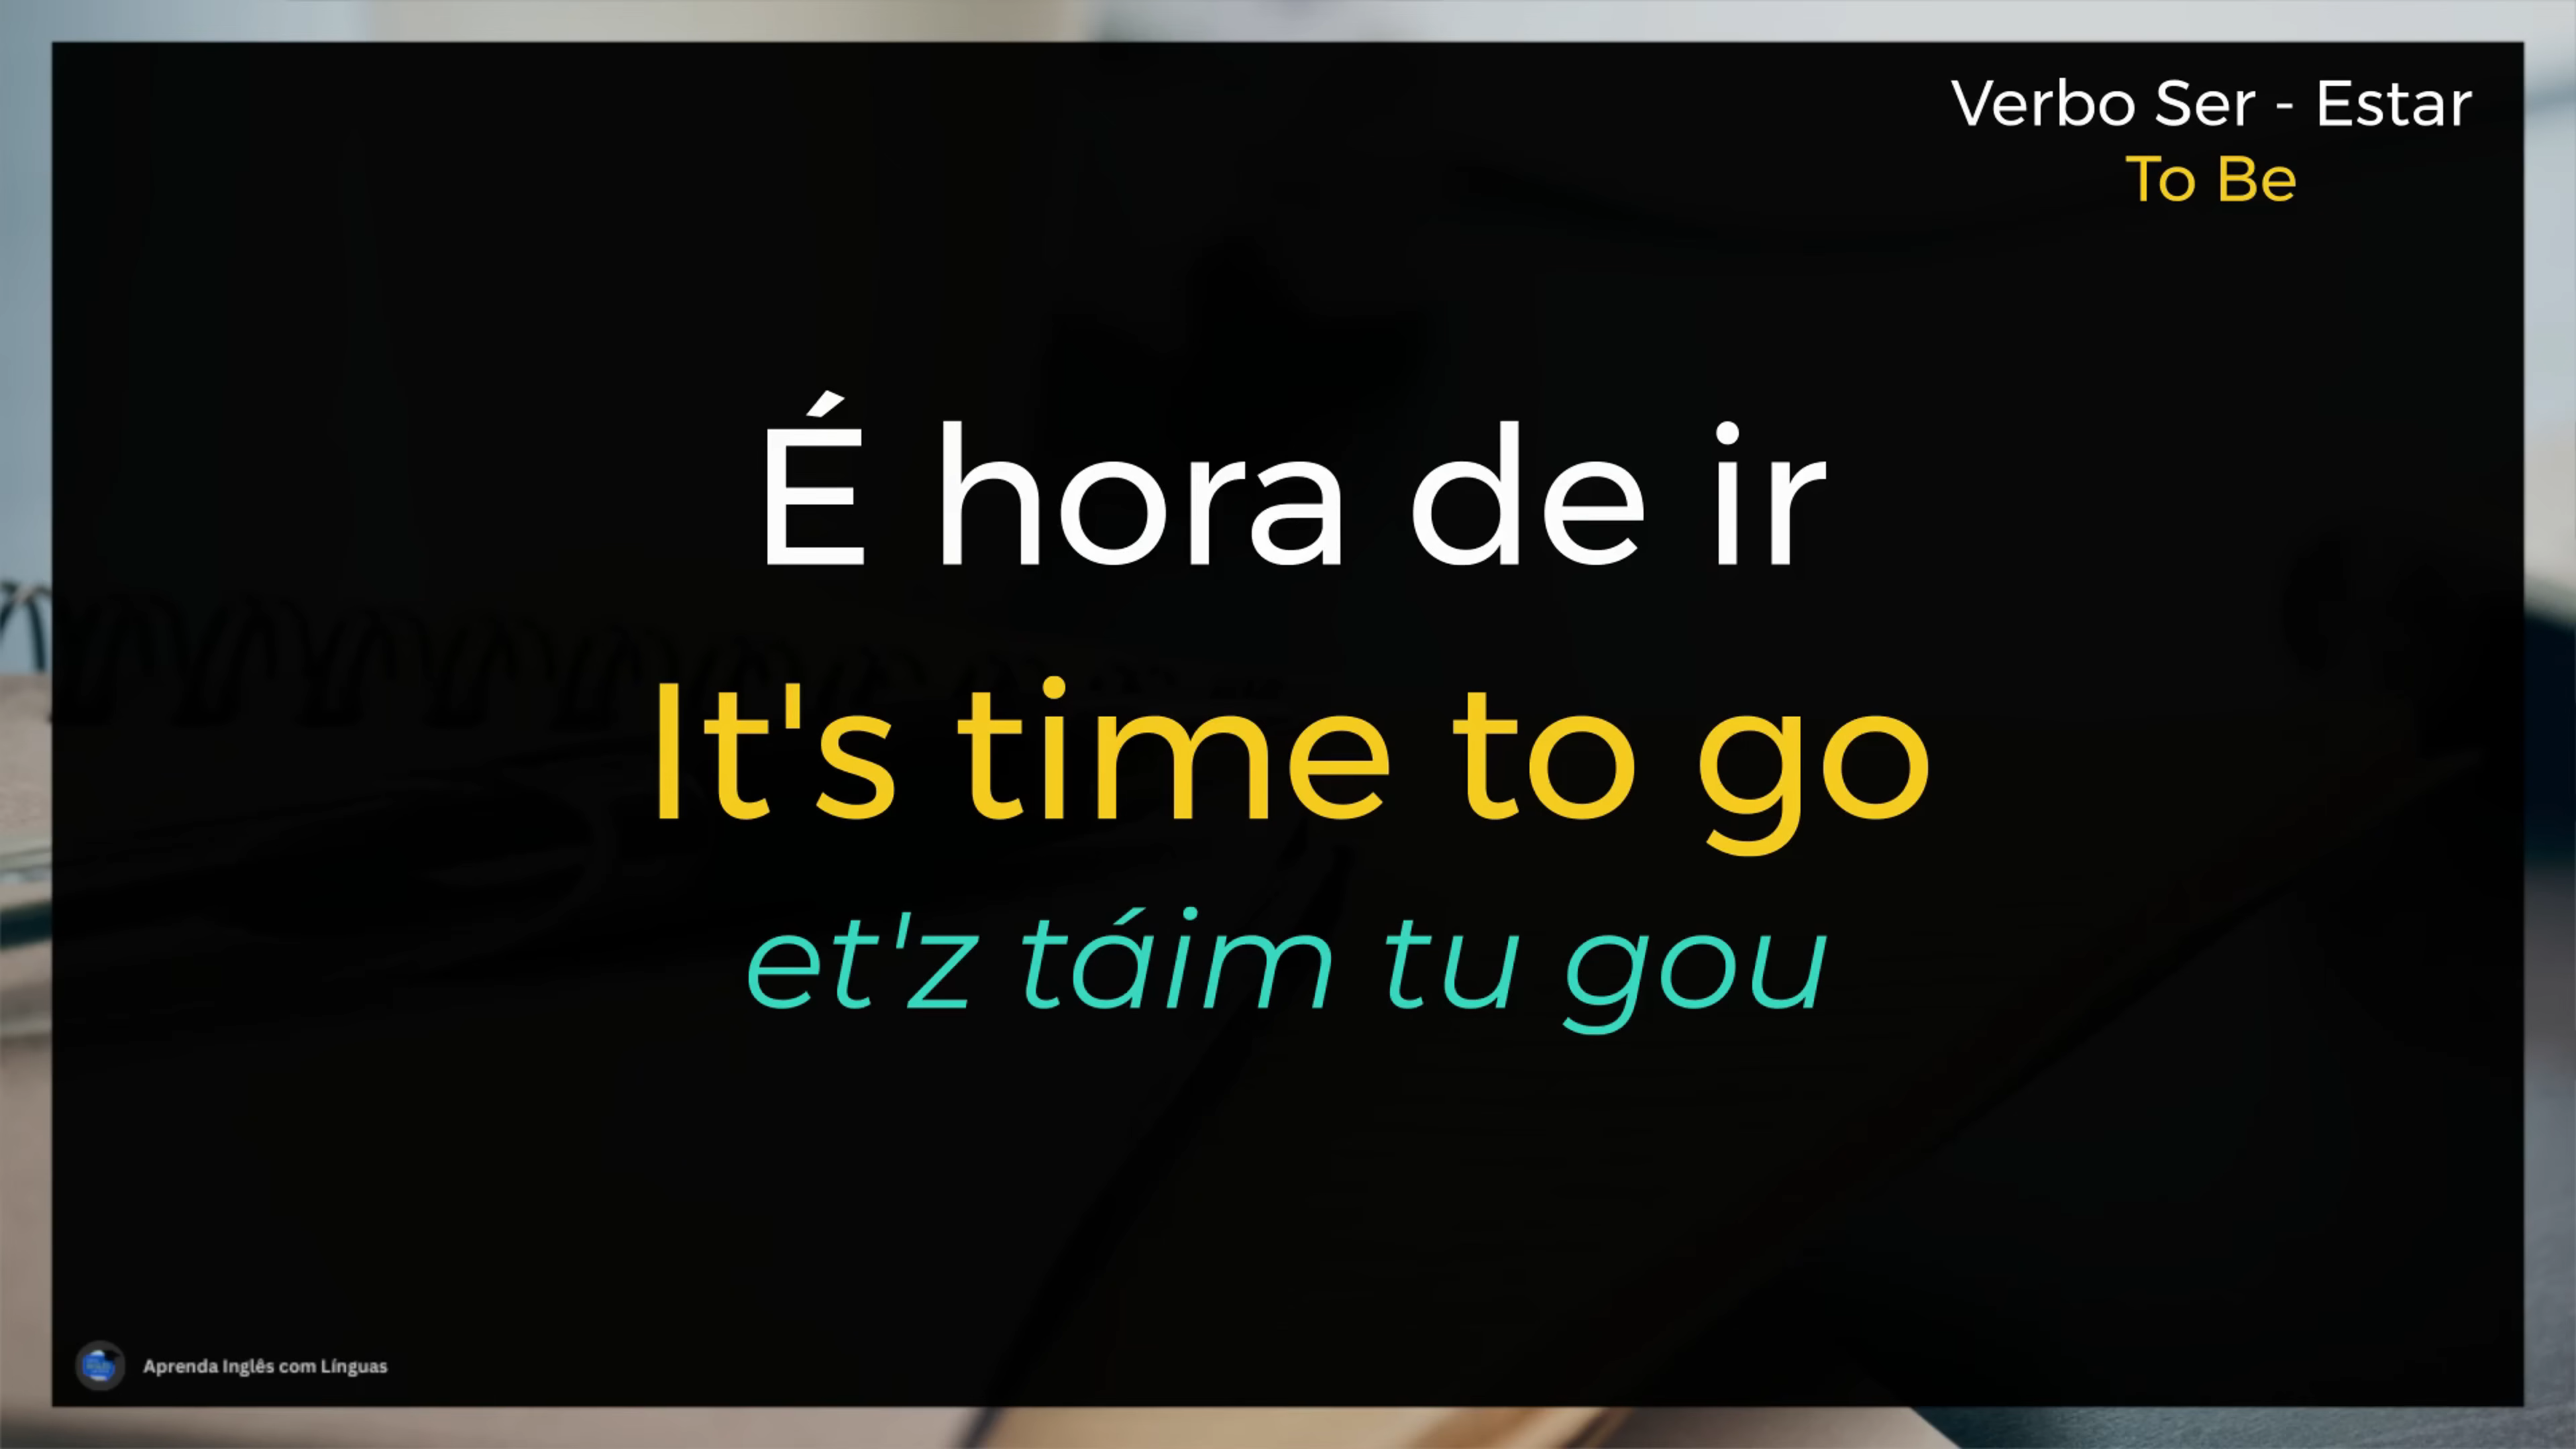 Verbo Ser - Estar
To Be
É hora de ir
It's time to go
et'z táim tu gou
Aprenda Inglês com Línguas